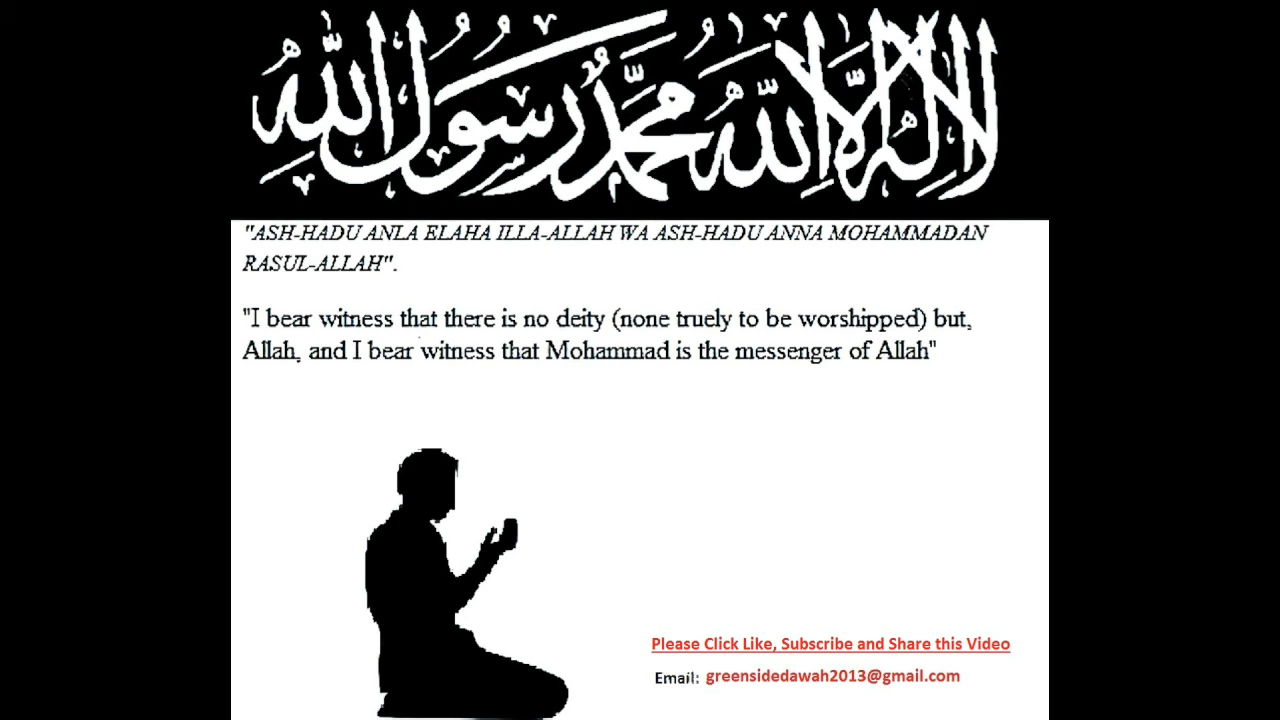 لا إله إلا الله محمد رسول الله
"ASH-HADU ANLA ELAHA ILLA-ALLAH WA ASH-HADU ANNA MOHAMMADAN
RASUL-ALLAH".
"I bear witness that there is no deity (none truely to be worshipped) but,
Allah, and I bear witness that Mohammad is the messenger of Allah"
Please Click Like, Subscribe and Share this Video
Email: greensidedawah2013@gmail.com